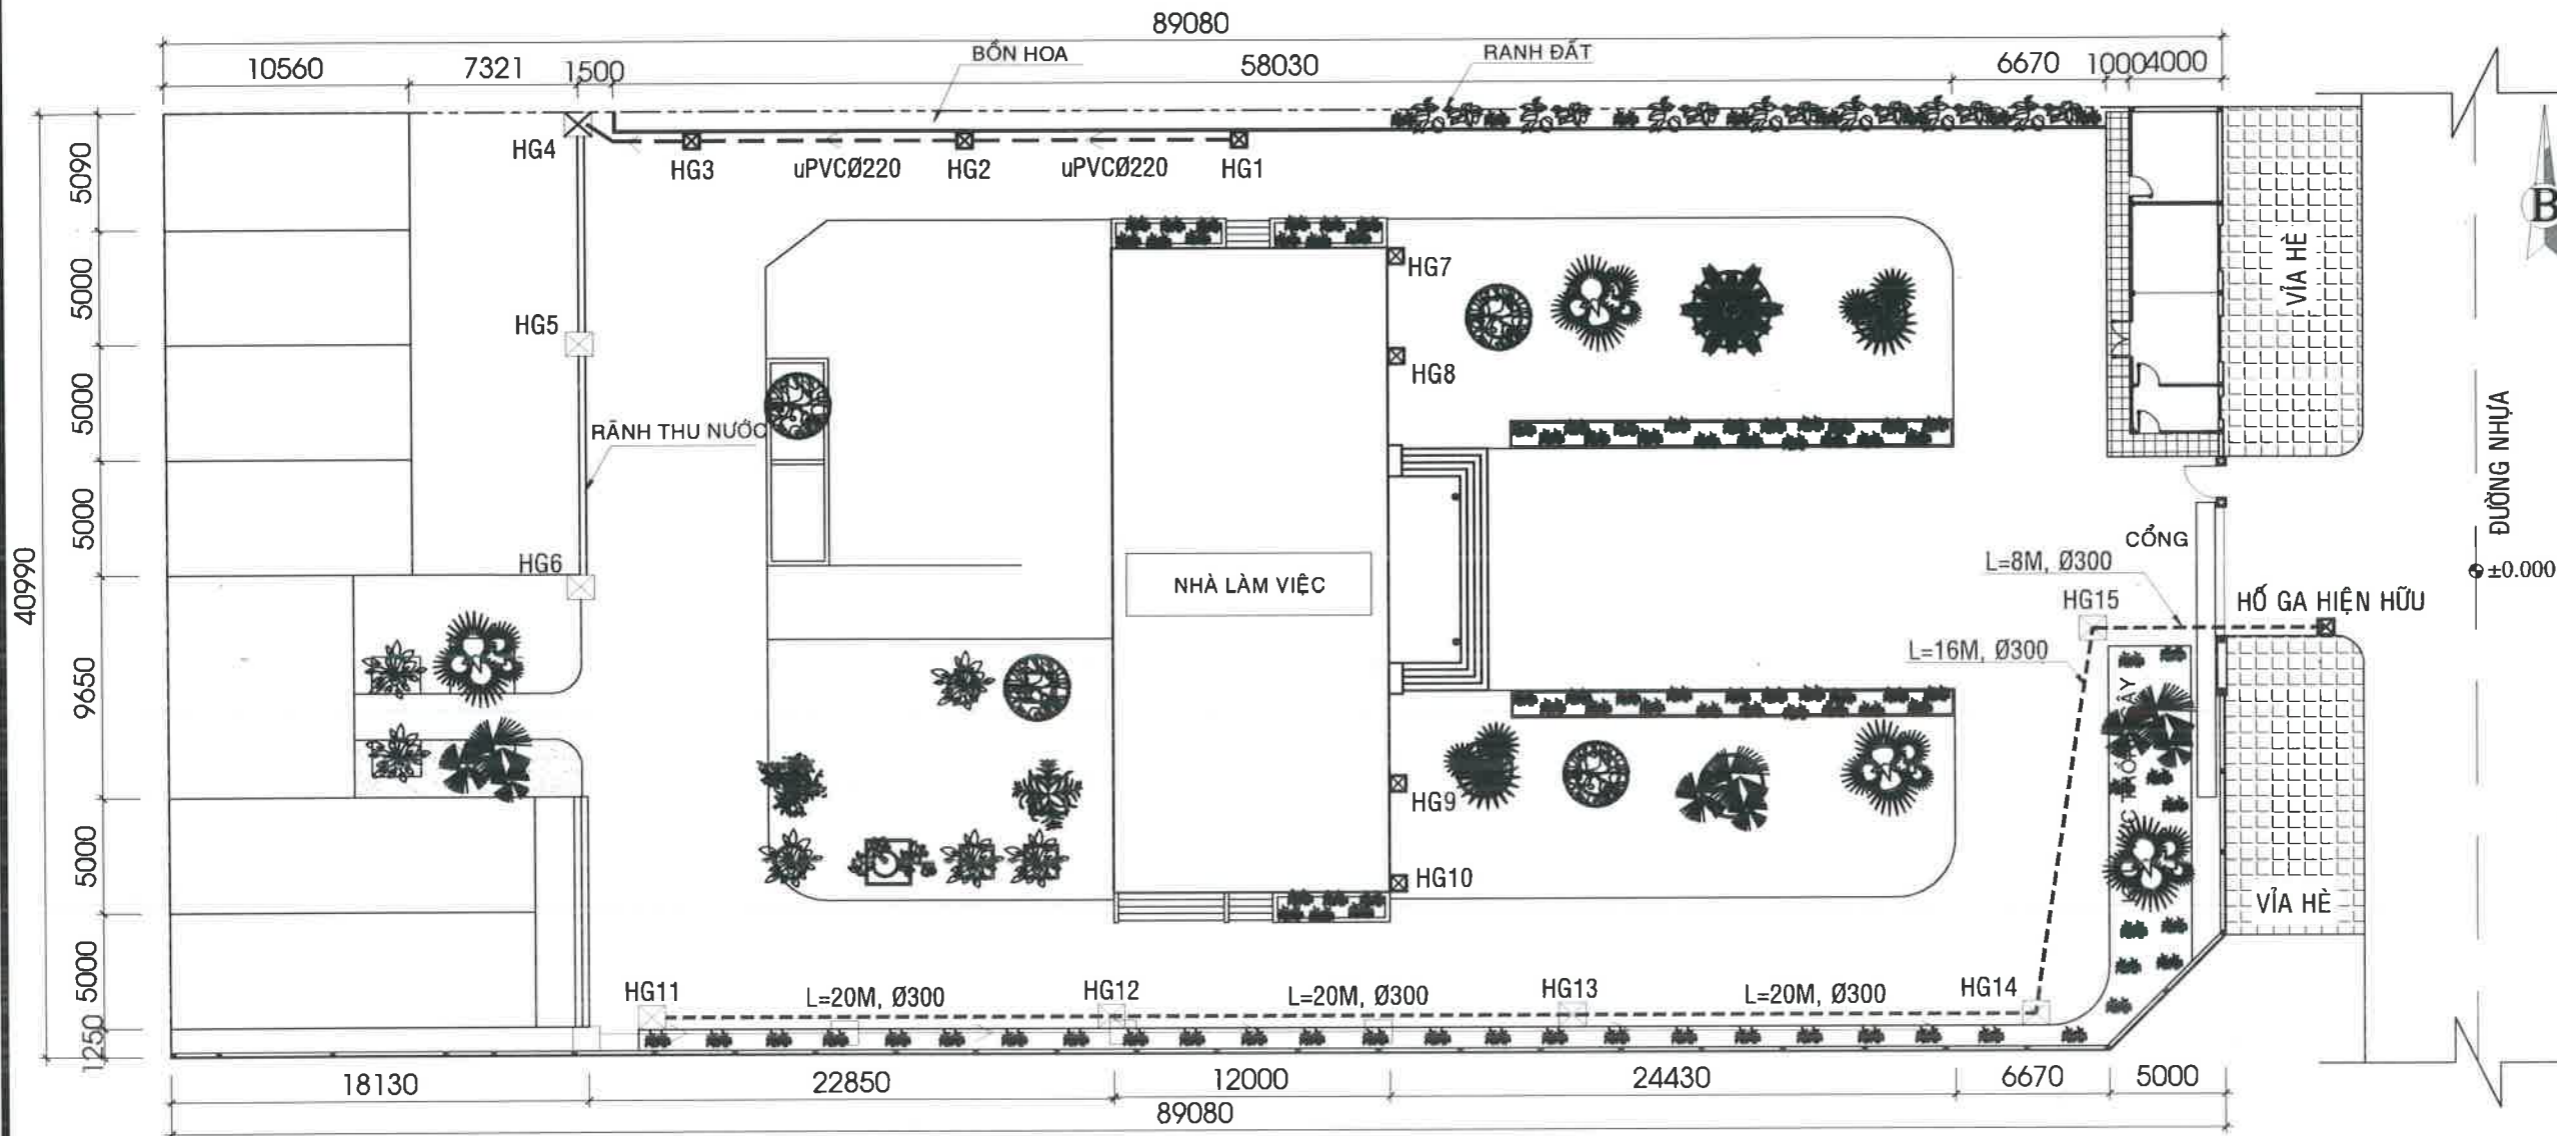 89080
10560 7321 1500 58030 6670 1000 4000
BỒN HOA
RANH ĐẤT
HG4
HG3
uPVCØ220
HG2
uPVCØ220
HG1
B
5090
5000
5000
5000
9650
5000
5000
1250
40990
HG5
HG6
RÃNH THU NƯỚC
HG7
HG8
VỈA HÈ
ĐƯỜNG NHỰA
±0.000
CỔNG
L=8M, Ø300
HG15
HỐ GA HIỆN HỮU
L=16M, Ø300
NHÀ LÀM VIỆC
HG9
HG10
VỈA HÈ
HG11
L=20M, Ø300
HG12
L=20M, Ø300
HG13
L=20M, Ø300
HG14
18130 22850 12000 24430 6670 5000
89080